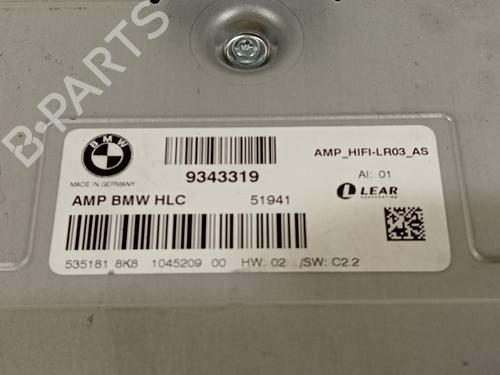 B-PARTS
BMW
MADE IN GERMANY
9343319
AMP_HIFI-LR03_AS
AI: 01
LEAR
CORPORATION
AMP BMW HLC 51941
535181 8K8 1045209 00 HW: 02 /SW: C2.2